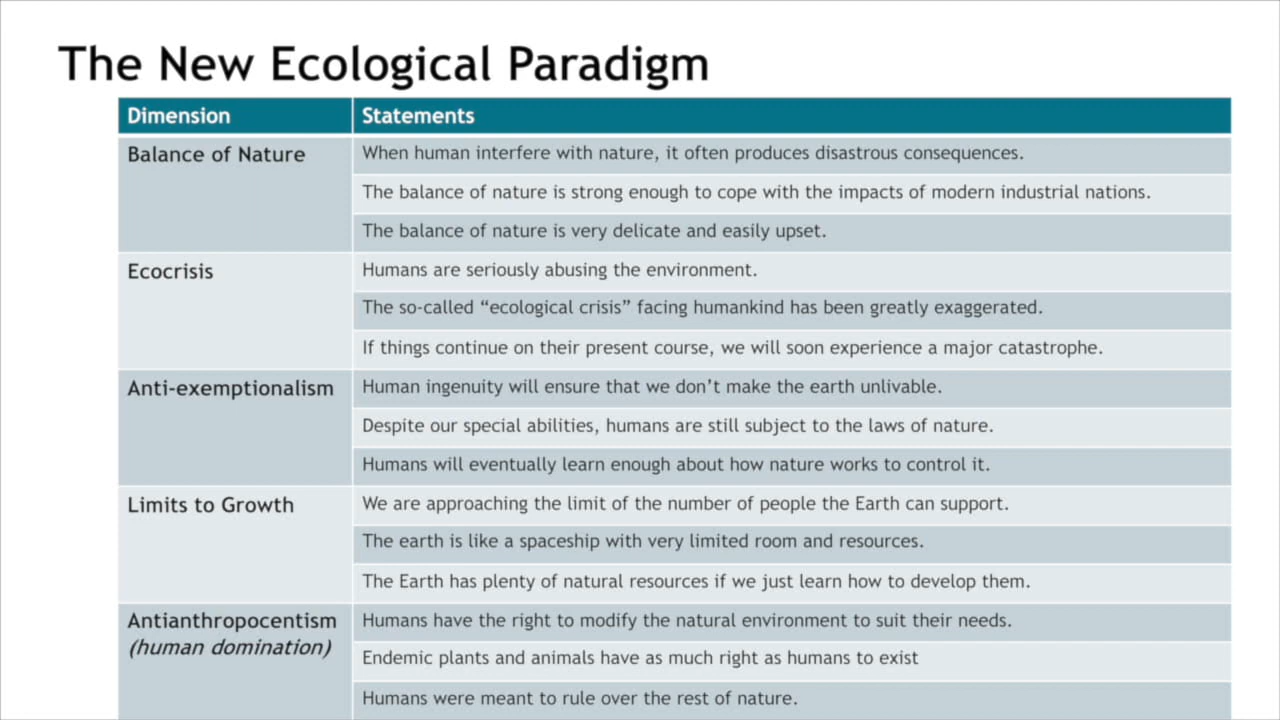 The New Ecological Paradigm
Dimension
Statements
Balance of Nature
When human interfere with nature, it often produces disastrous consequences.
The balance of nature is strong enough to cope with the impacts of modern industrial nations.
The balance of nature is very delicate and easily upset.
Ecocrisis
Humans are seriously abusing the environment.
The so-called “ecological crisis” facing humankind has been greatly exaggerated.
If things continue on their present course, we will soon experience a major catastrophe.
Anti-exemptionalism
Human ingenuity will ensure that we don’t make the earth unlivable.
Despite our special abilities, humans are still subject to the laws of nature.
Humans will eventually learn enough about how nature works to control it.
Limits to Growth
We are approaching the limit of the number of people the Earth can support.
The earth is like a spaceship with very limited room and resources.
The Earth has plenty of natural resources if we just learn how to develop them.
Antianthropocentism
(human domination)
Humans have the right to modify the natural environment to suit their needs.
Endemic plants and animals have as much right as humans to exist
Humans were meant to rule over the rest of nature.